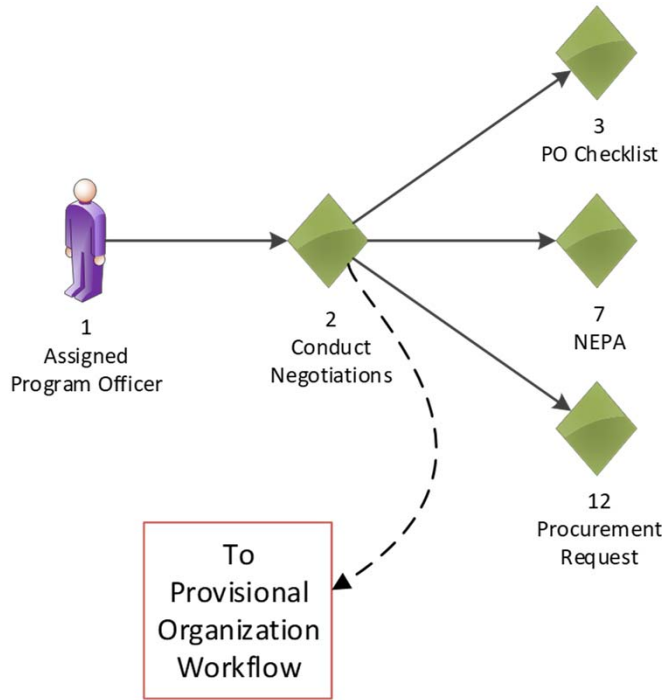 3
PO Checklist
1
Assigned
Program Officer
2
Conduct
Negotiations
7
NEPA
12
Procurement
Request
To
Provisional
Organization
Workflow